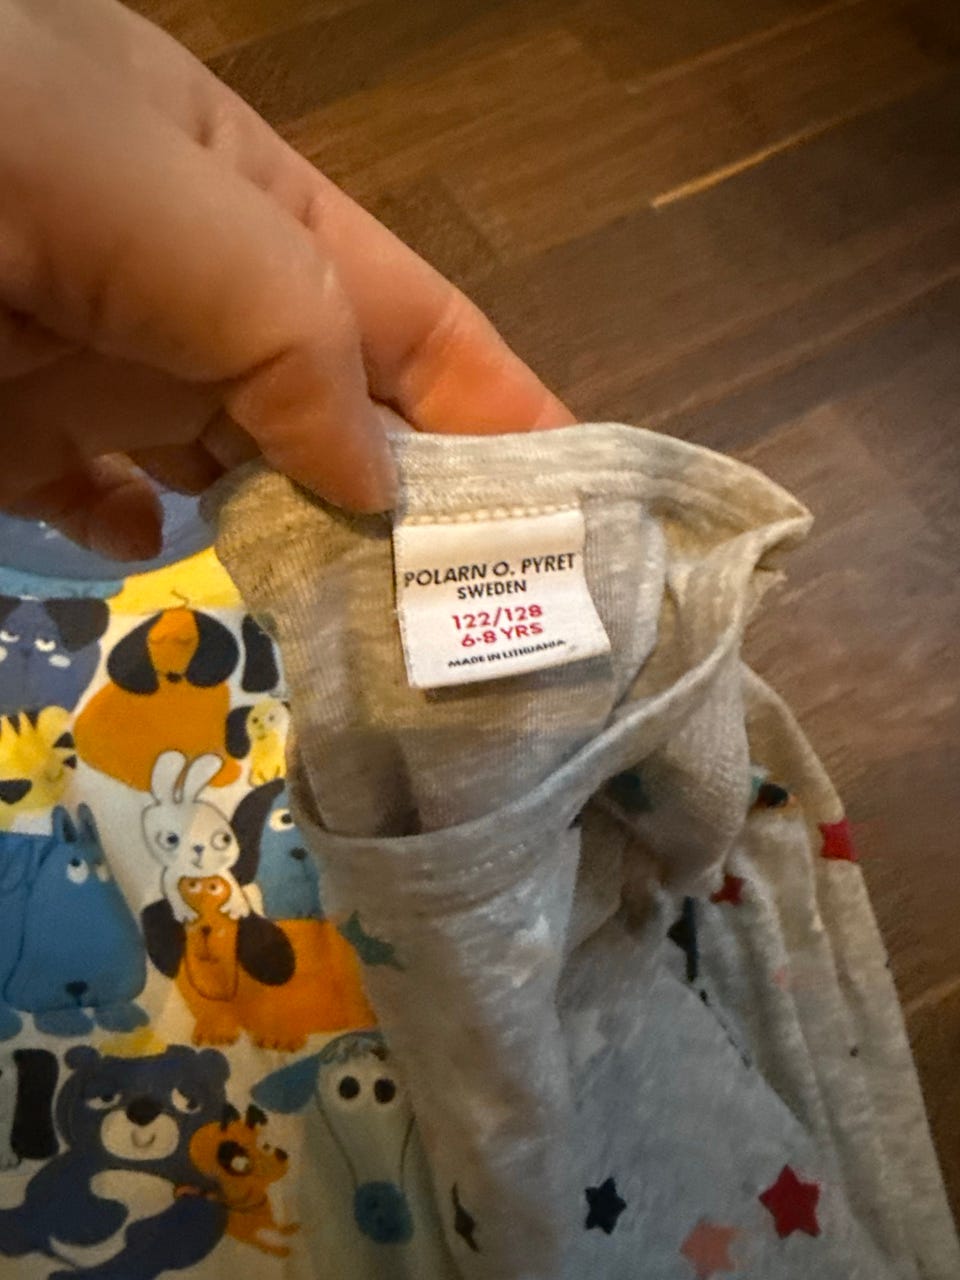 POLARN O. PYRET
SWEDEN
122/128
6-8 YRS
MADE IN LITHUANIA